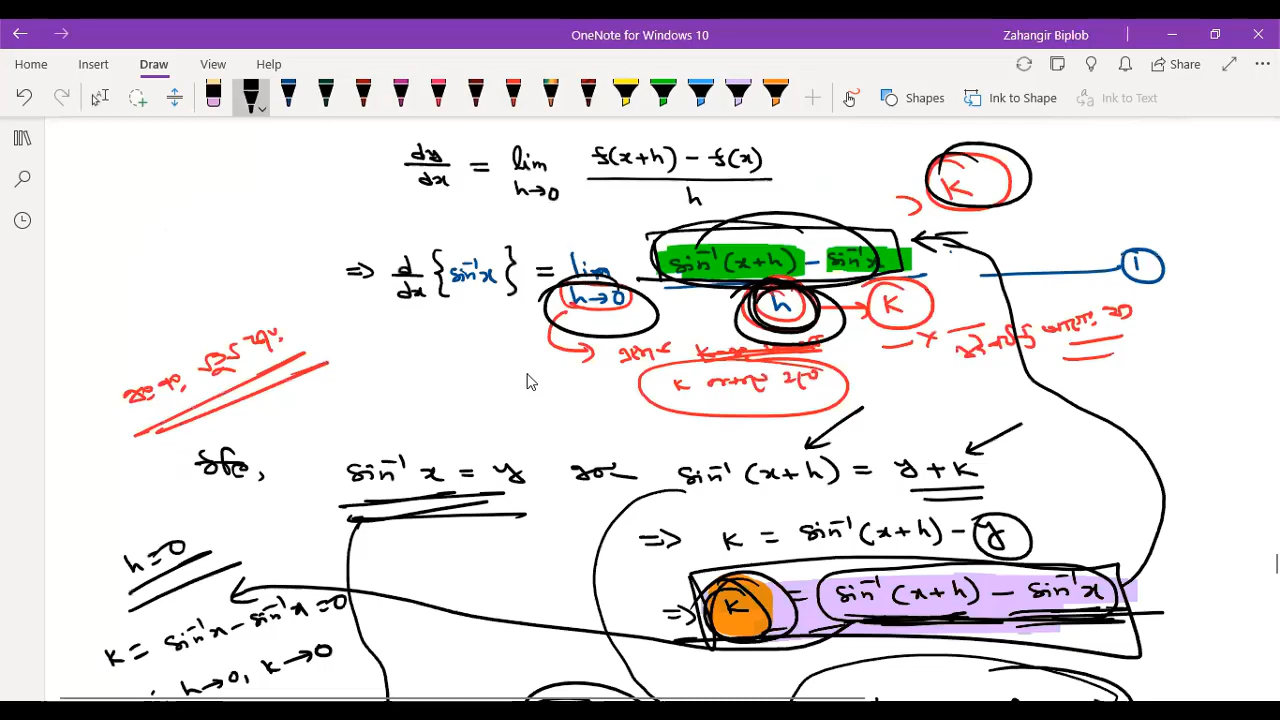 OneNote for Windows 10
Zahangir Biplob
Home Insert Draw View Help
Share
Shapes Ink to Shape Ink to Text
dy/dx = lim h→0 f(x+h) - f(x) / h
K
=> d/dx {sin⁻¹x} = lim h→0 sin⁻¹(x+h) - sin⁻¹x / h
1
K
K
ধরি, sin⁻¹ x = y এবং sin⁻¹ (x+h) = y + k
=> k = sin⁻¹ (x+h) - y
h=0
=> k = sin⁻¹ (x+h) - sin⁻¹x
k = sin⁻¹x - sin⁻¹x = 0
h→0, k→0